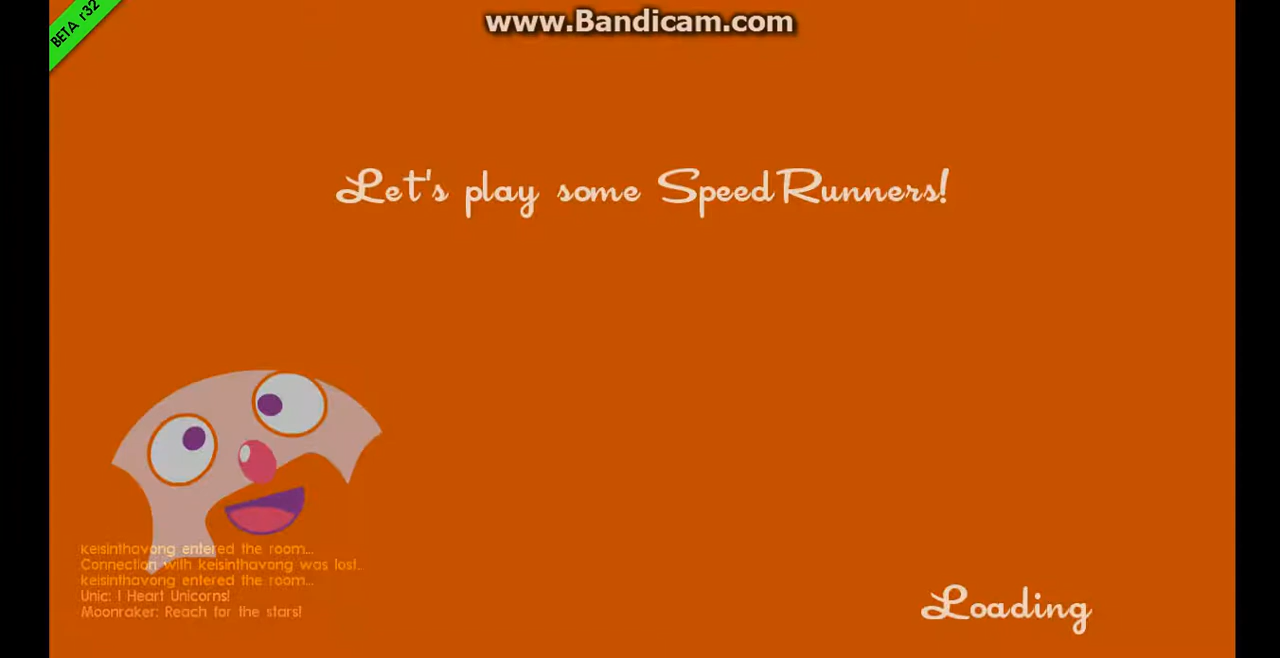 BETA r32
www.Bandicam.com
Let's play some SpeedRunners!
keisinthavong entered the room...
Connection with keisinthavong was lost.
keisinthavong entered the room...
Unic: I Heart Unicorns!
Moonraker: Reach for the stars!
Loading